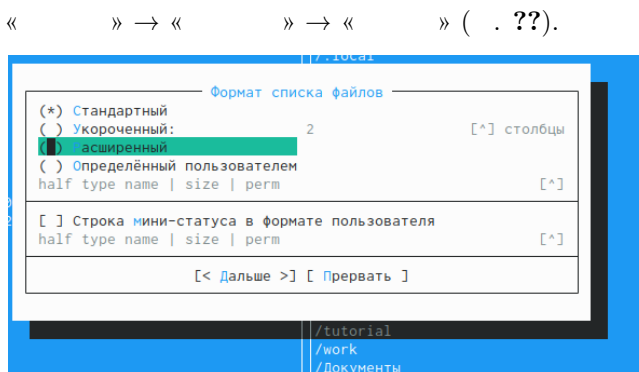 « » → « » → « » ( . ??).
/.local
Формат списка файлов
(*) Стандартный
( ) Укороченный: 2 [^] столбцы
( ) Расширенный
( ) Определённый пользователем
half type name | size | perm [^]
[ ] Строка мини-статуса в формате пользователя
half type name | size | perm [^]
[< Дальше >] [ Прервать ]
/tutorial
/work
/Документы